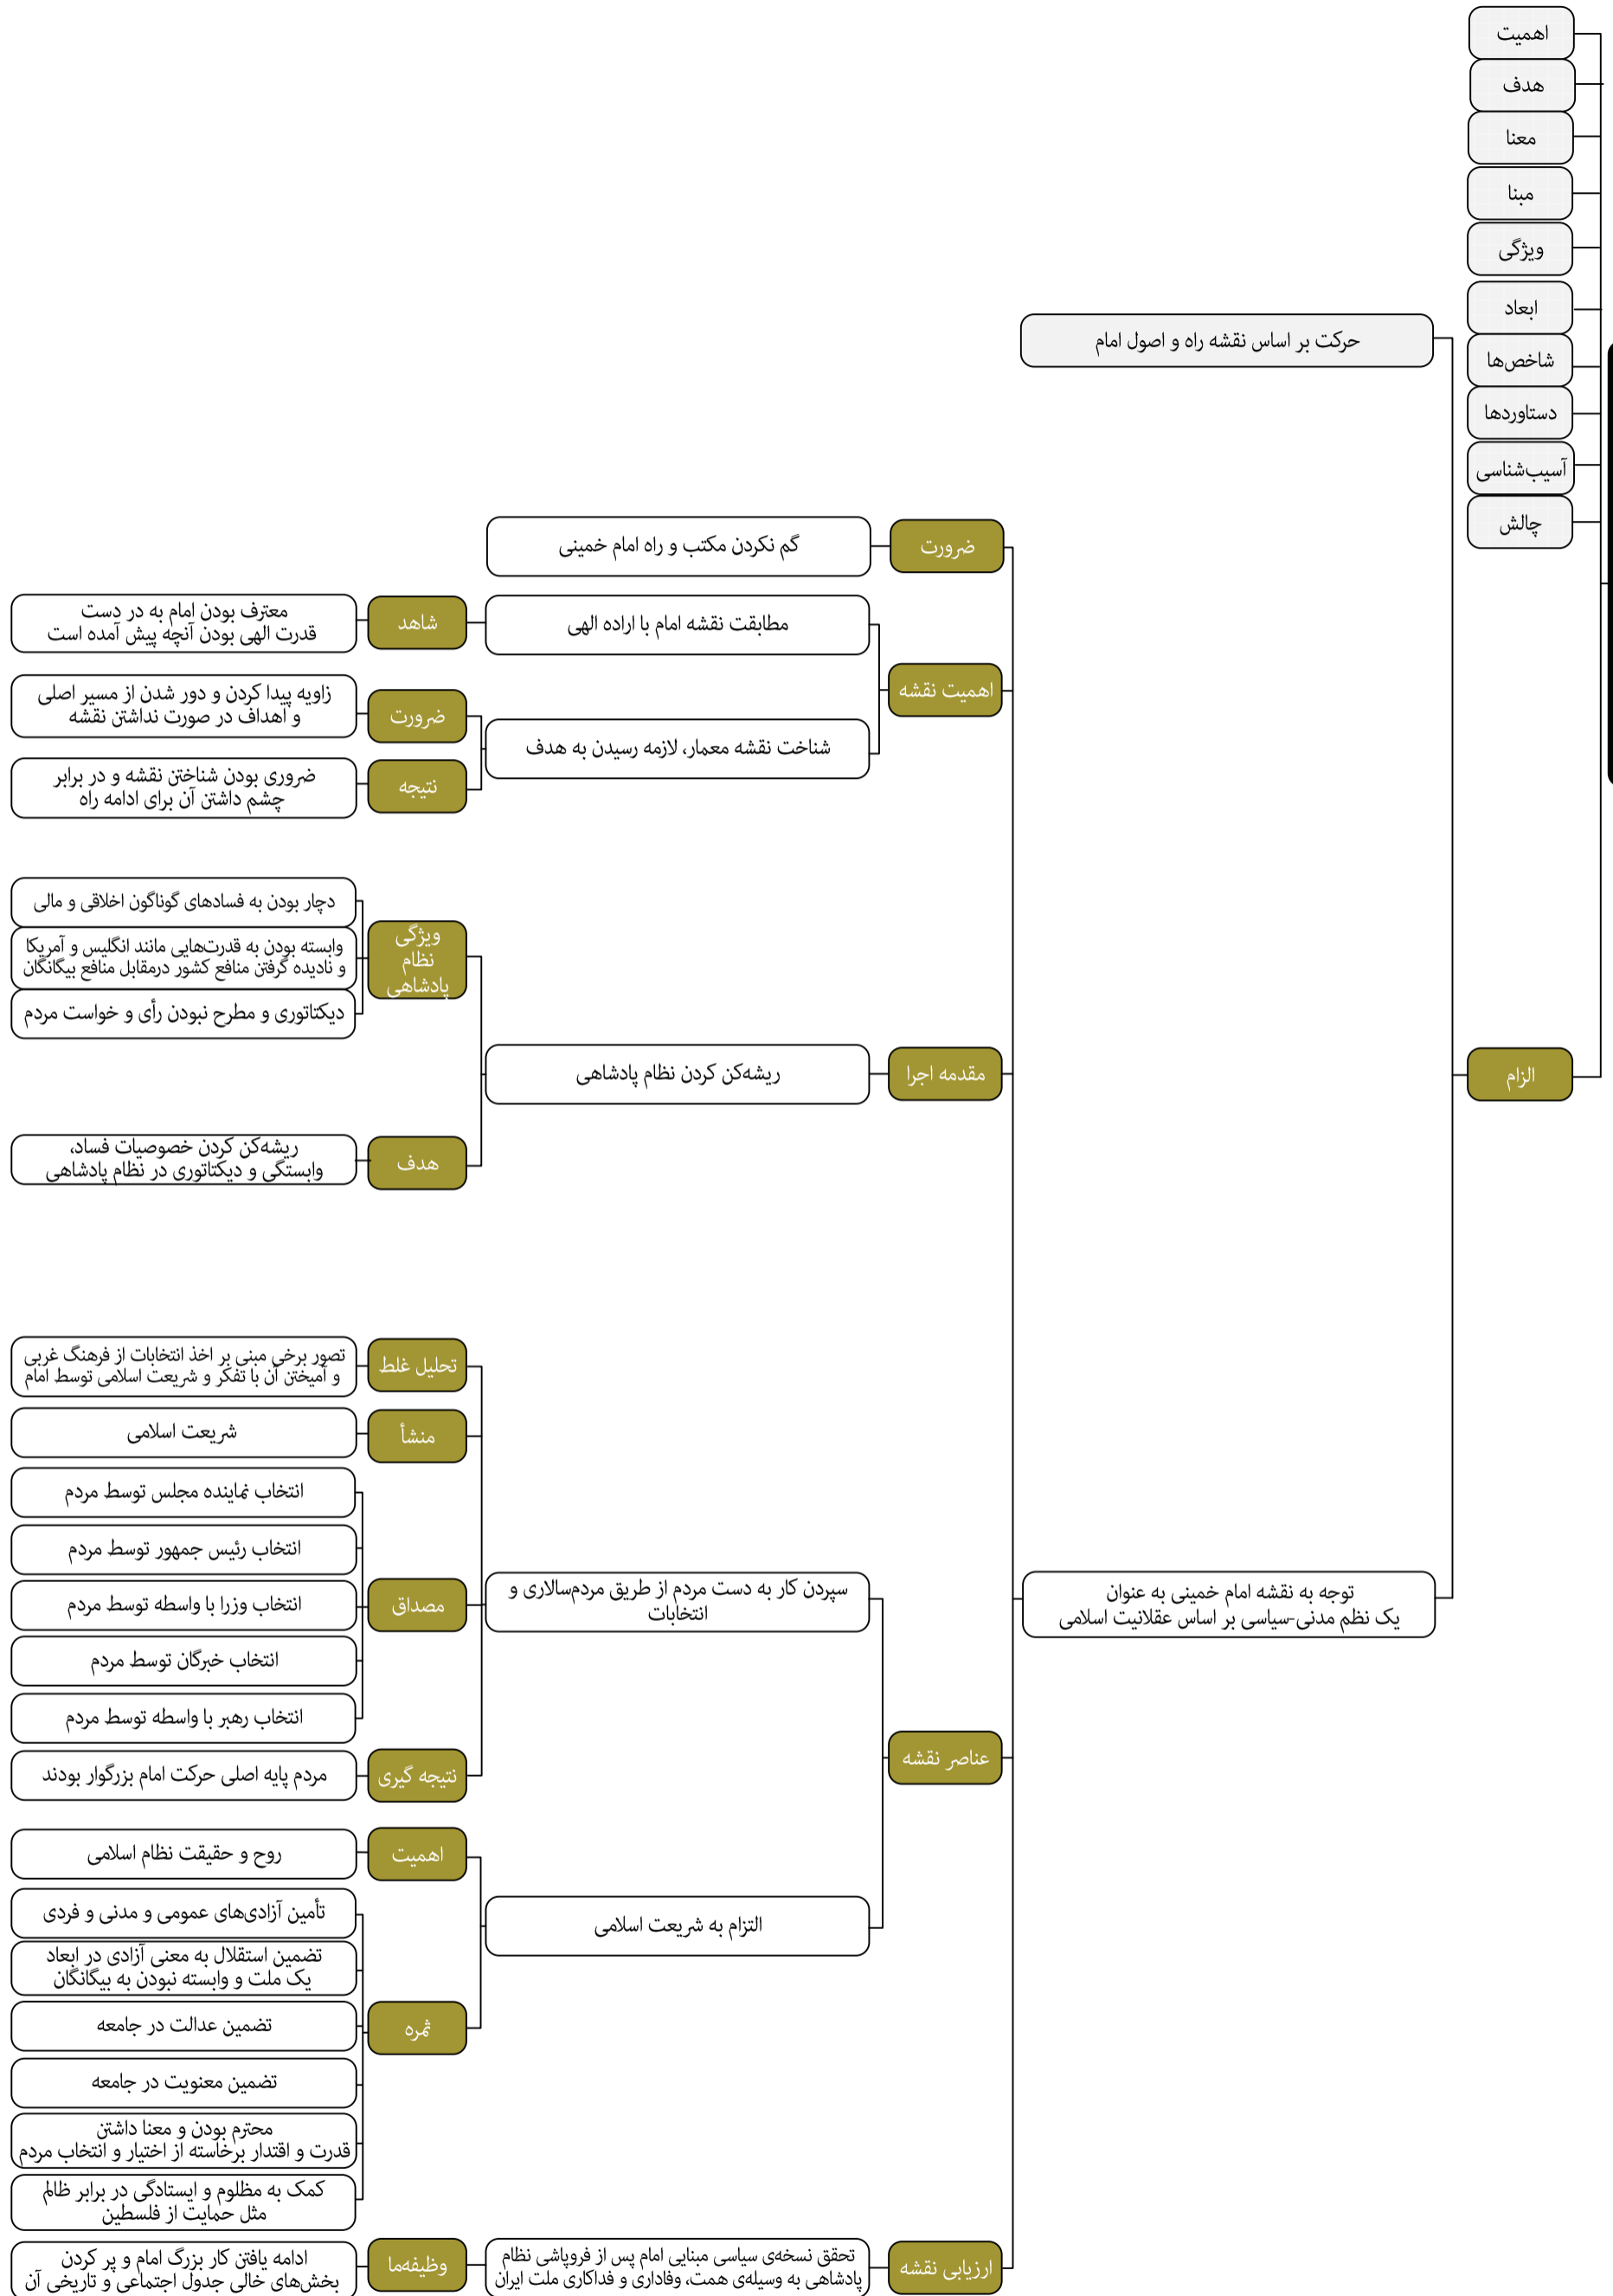 اهمیت
هدف
معنا
مبنا
ویژگی
ابعاد
شاخص‌ها
دستاوردها
آسیب‌شناسی
چالش
الزام
حرکت بر اساس نقشه راه و اصول امام
توجه به نقشه امام خمینی به عنوان
یک نظم مدنی-سیاسی بر اساس عقلانیت اسلامی
ضرورت
گم نکردن مکتب و راه امام خمینی
اهمیت نقشه
مطابقت نقشه امام با اراده الهی
شاهد
معترف بودن امام به در دست
قدرت الهی بودن آنچه پیش آمده است
شناخت نقشه معمار، لازمه رسیدن به هدف
ضرورت
زاویه پیدا کردن و دور شدن از مسیر اصلی
و اهداف در صورت نداشتن نقشه
نتیجه
ضروری بودن شناختن نقشه و در برابر
چشم داشتن آن برای ادامه راه
مقدمه اجرا
ریشه‌کن کردن نظام پادشاهی
ویژگی
نظام
پادشاهی
دچار بودن به فسادهای گوناگون اخلاقی و مالی
وابسته بودن به قدرت‌هایی مانند انگلیس و آمریکا
و نادیده گرفتن منافع کشور درمقابل منافع بیگانگان
دیکتاتوری و مطرح نبودن رأی و خواست مردم
هدف
ریشه‌کن کردن خصوصیات فساد،
وابستگی و دیکتاتوری در نظام پادشاهی
عناصر نقشه
سپردن کار به دست مردم از طریق مردم‌سالاری و
انتخابات
تحلیل غلط
تصور برخی مبنی بر اخذ انتخابات از فرهنگ غربی
و آمیختن آن با تفکر و شریعت اسلامی توسط امام
منشأ
شریعت اسلامی
مصداق
انتخاب نماینده مجلس توسط مردم
انتخاب رئیس جمهور توسط مردم
انتخاب وزرا با واسطه توسط مردم
انتخاب خبرگان توسط مردم
انتخاب رهبر با واسطه توسط مردم
نتیجه گیری
مردم پایه اصلی حرکت امام بزرگوار بودند
التزام به شریعت اسلامی
اهمیت
روح و حقیقت نظام اسلامی
ثمره
تأمین آزادی‌های عمومی و مدنی و فردی
تضمین استقلال به معنی آزادی در ابعاد
یک ملت و وابسته نبودن به بیگانگان
تضمین عدالت در جامعه
تضمین معنویت در جامعه
محترم بودن و معنا داشتن
قدرت و اقتدار برخاسته از اختیار و انتخاب مردم
کمک به مظلوم و ایستادگی در برابر ظالم
مثل حمایت از فلسطین
ارزیابی نقشه
تحقق نسخه‌ی سیاسی مبنایی امام پس از فروپاشی نظام
پادشاهی به وسیله‌ی همت، وفاداری و فداکاری ملت ایران
وظیفه‌ما
ادامه یافتن کار بزرگ امام و پر کردن
بخش‌های خالی جدول اجتماعی و تاریخی آن